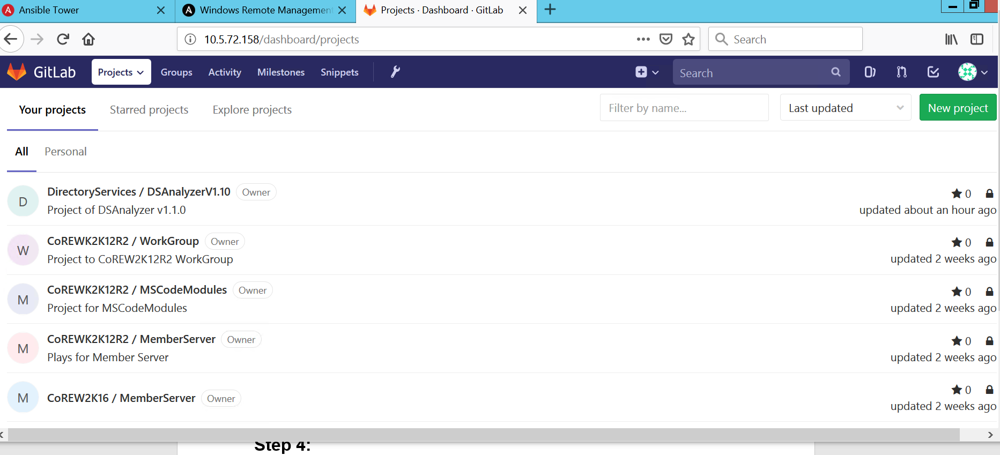 Ansible Tower
Windows Remote Management
Projects · Dashboard · GitLab
10.5.72.158/dashboard/projects
Search
GitLab
Projects
Groups
Activity
Milestones
Snippets
Search
Your projects
Starred projects
Explore projects
Filter by name...
Last updated
New project
All
Personal
D
DirectoryServices / DSAnalyzerV1.10 Owner
0
Project of DSAnalyzer v1.1.0
updated about an hour ago
W
CoREWK2K12R2 / WorkGroup Owner
0
Project to CoREW2K12R2 WorkGroup
updated 2 weeks ago
M
CoREWK2K12R2 / MSCodeModules Owner
0
Project for MSCodeModules
updated 2 weeks ago
M
CoREWK2K12R2 / MemberServer Owner
0
Plays for Member Server
updated 2 weeks ago
M
CoREW2K16 / MemberServer Owner
0
updated 2 weeks ago
Step 4: